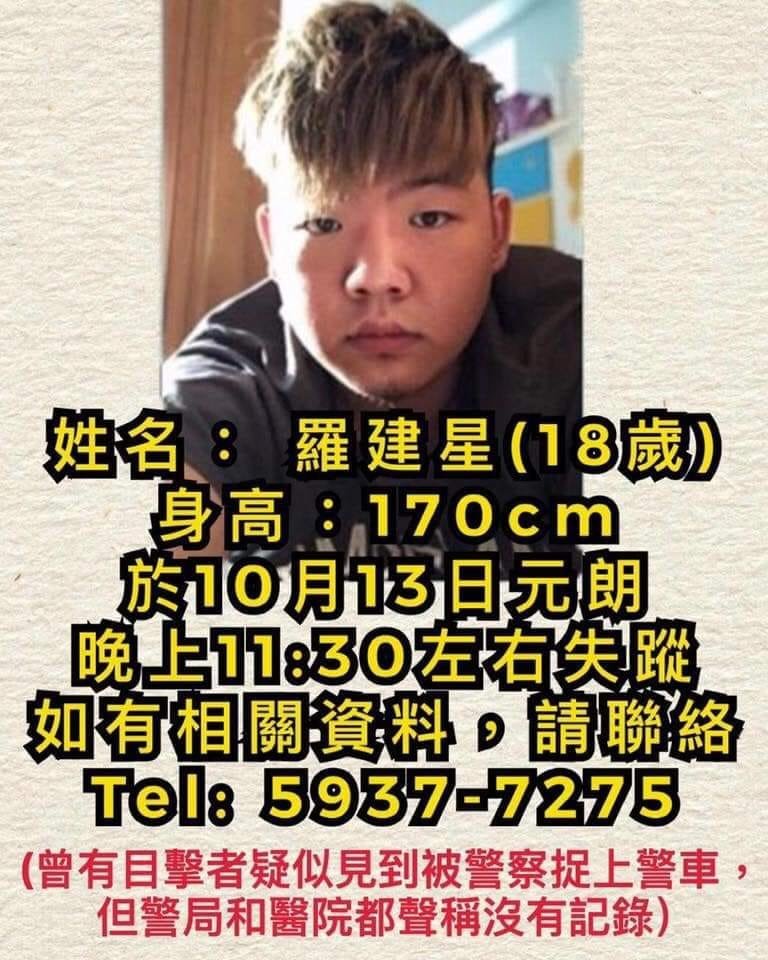 姓名： 羅建星(18歲)
身高：170cm
於10月13日元朗
晚上11:30左右失蹤
如有相關資料，請聯絡
Tel: 5937-7275
(曾有目擊者疑似見到被警察捉上警車，
但警局和醫院都聲稱沒有記錄)